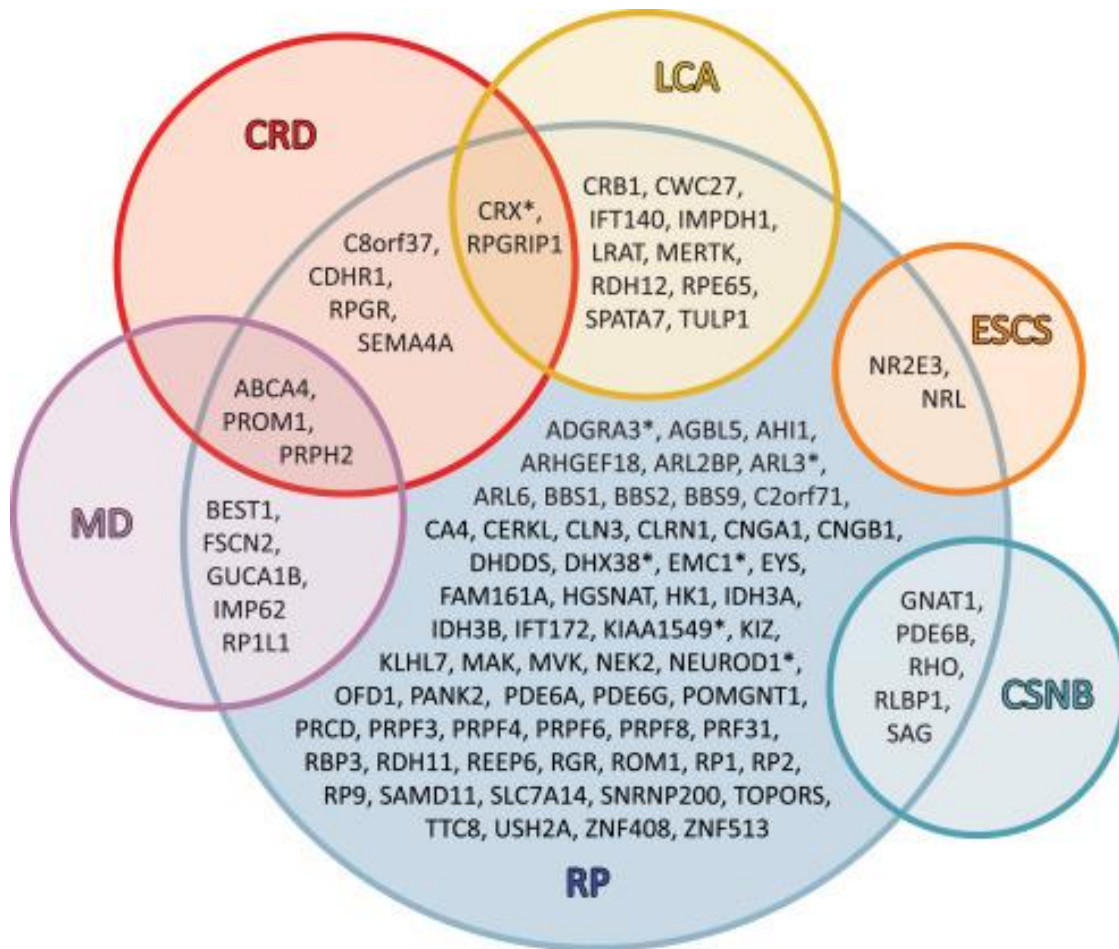 LCA
CRD
CRB1, CWC27,
IFT140, IMPDH1,
LRAT, MERTK,
RDH12, RPE65,
SPATA7, TULP1
CRX*,
RPGRIP1
C8orf37,
CDHR1,
RPGR,
SEMA4A
ESCS
NR2E3,
NRL
ABCA4,
PROM1,
PRPH2
MD
BEST1,
FSCN2,
GUCA1B,
IMP62
RP1L1
ADGRA3*, AGBL5, AHI1,
ARHGEF18, ARL2BP, ARL3*,
ARL6, BBS1, BBS2, BBS9, C2orf71,
CA4, CERKL, CLN3, CLRN1, CNGA1, CNGB1,
DHDDS, DHX38*, EMC1*, EYS,
FAM161A, HGSNAT, HK1, IDH3A,
IDH3B, IFT172, KIAA1549*, KIZ,
KLHL7, MAK, MVK, NEK2, NEUROD1*,
OFD1, PANK2, PDE6A, PDE6G, POMGNT1,
PRCD, PRPF3, PRPF4, PRPF6, PRPF8, PRF31,
RBP3, RDH11, REEP6, RGR, ROM1, RP1, RP2,
RP9, SAMD11, SLC7A14, SNRNP200, TOPORS,
TTC8, USH2A, ZNF408, ZNF513
GNAT1,
PDE6B,
RHO,
RLBP1,
SAG
CSNB
RP